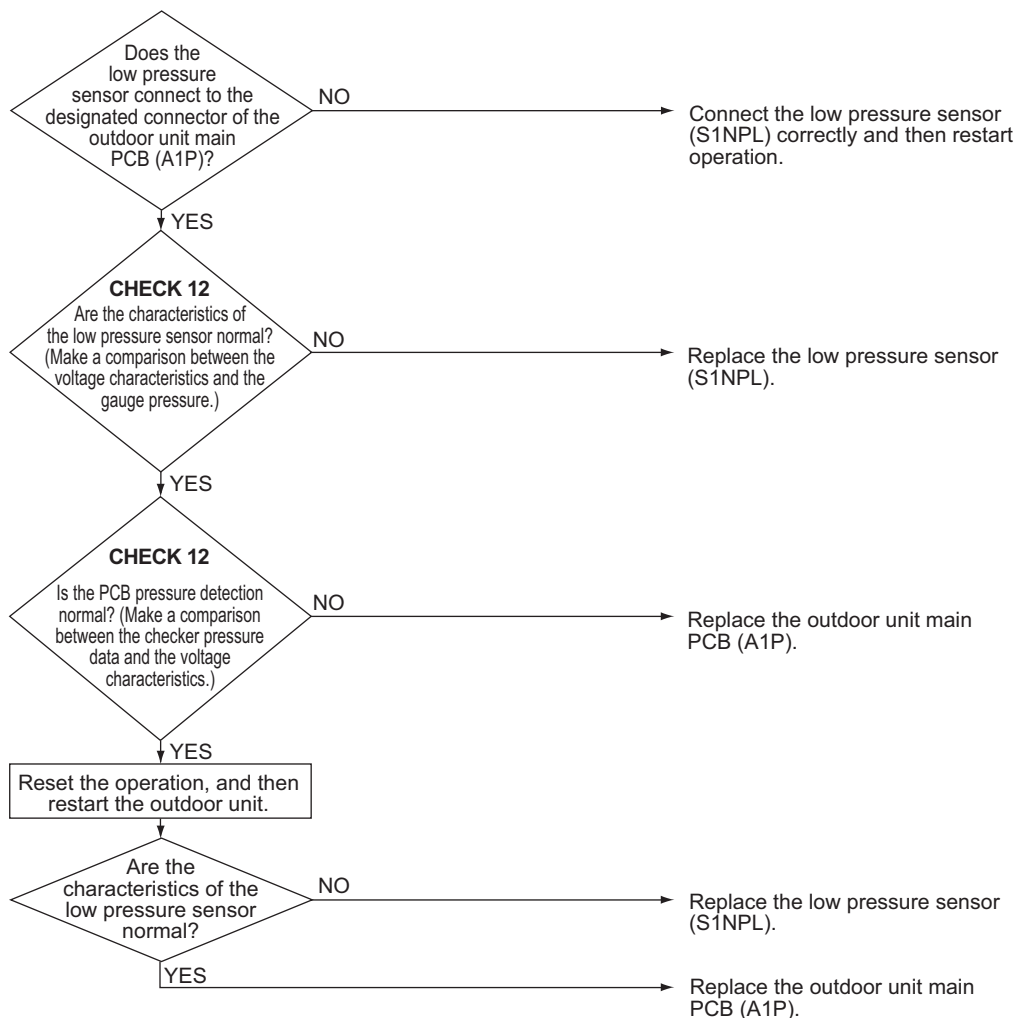 Does the
low pressure
sensor connect to the
designated connector of the
outdoor unit main
PCB (A1P)?
NO
Connect the low pressure sensor
(S1NPL) correctly and then restart
operation.
YES
CHECK 12
Are the characteristics of
the low pressure sensor normal?
(Make a comparison between the
voltage characteristics and the
gauge pressure.)
NO
Replace the low pressure sensor
(S1NPL).
YES
CHECK 12
Is the PCB pressure detection
normal? (Make a comparison
between the checker pressure
data and the voltage
characteristics.)
NO
Replace the outdoor unit main
PCB (A1P).
YES
Reset the operation, and then
restart the outdoor unit.
Are the
characteristics of the
low pressure sensor
normal?
NO
Replace the low pressure sensor
(S1NPL).
YES
Replace the outdoor unit main
PCB (A1P).